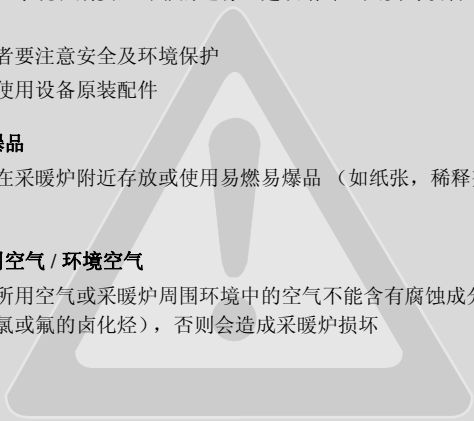 者要注意安全及环境保护
使用设备原装配件
品
在采暖炉附近存放或使用易燃易爆品 （如纸张，稀释
空气 / 环境空气
所用空气或采暖炉周围环境中的空气不能含有腐蚀成
氯或氟的卤化烃），否则会造成采暖炉损坏